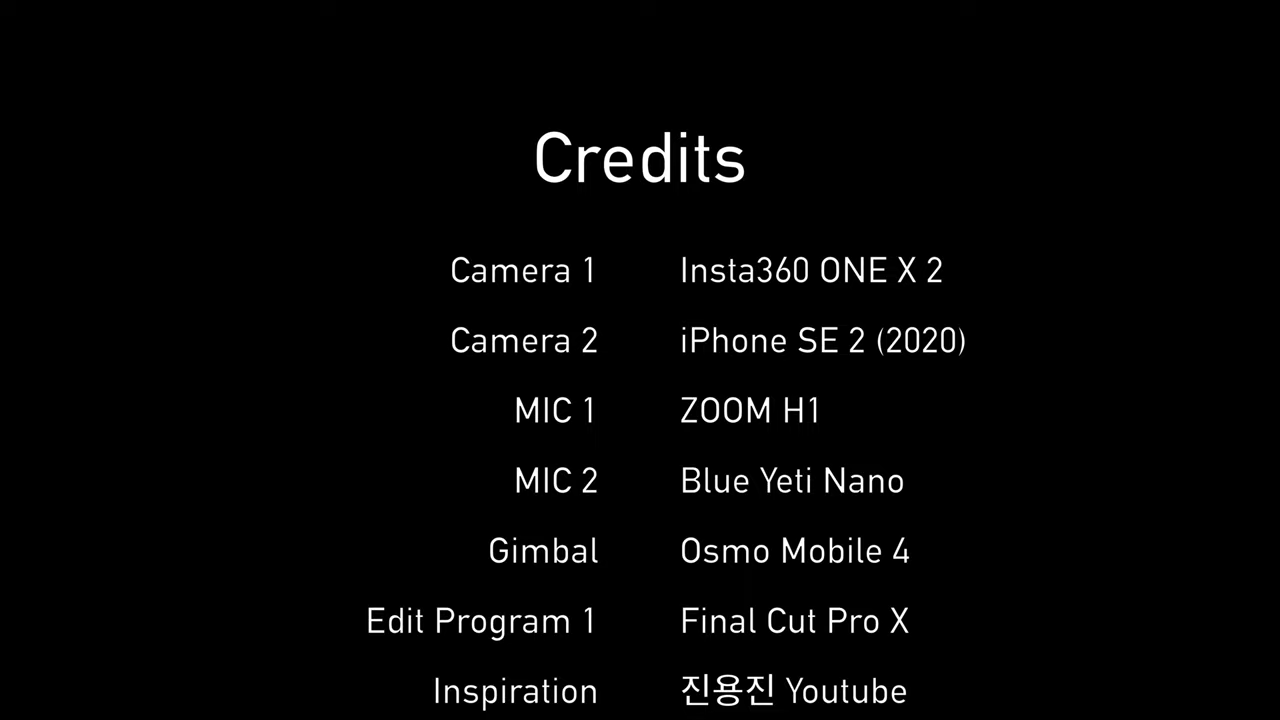 Credits
Camera 1 Insta360 ONE X 2
Camera 2 iPhone SE 2 (2020)
MIC 1 ZOOM H1
MIC 2 Blue Yeti Nano
Gimbal Osmo Mobile 4
Edit Program 1 Final Cut Pro X
Inspiration 진용진 Youtube